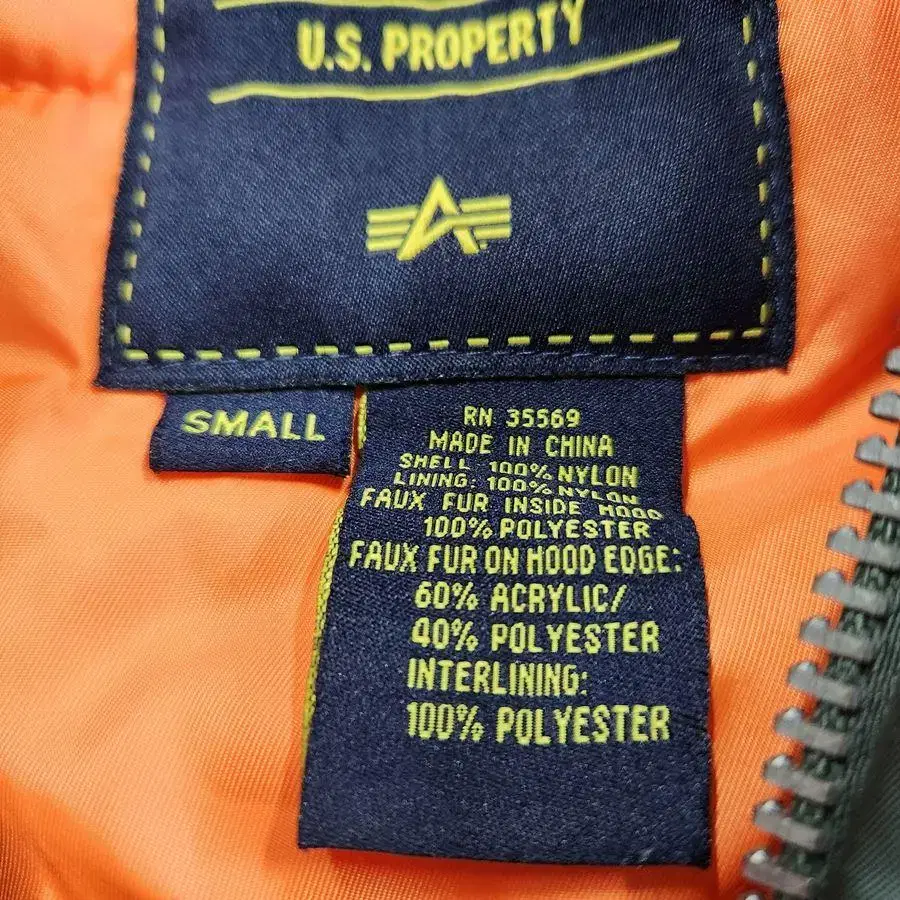 U.S. PROPERTY
SMALL
RN 35569
MADE IN CHINA
SHELL: 100% NYLON
LINING: 100% NYLON
FAUX FUR INSIDE HOOD
100% POLYESTER
FAUX FUR ON HOOD EDGE:
60% ACRYLIC/
40% POLYESTER
INTERLINING:
100% POLYESTER